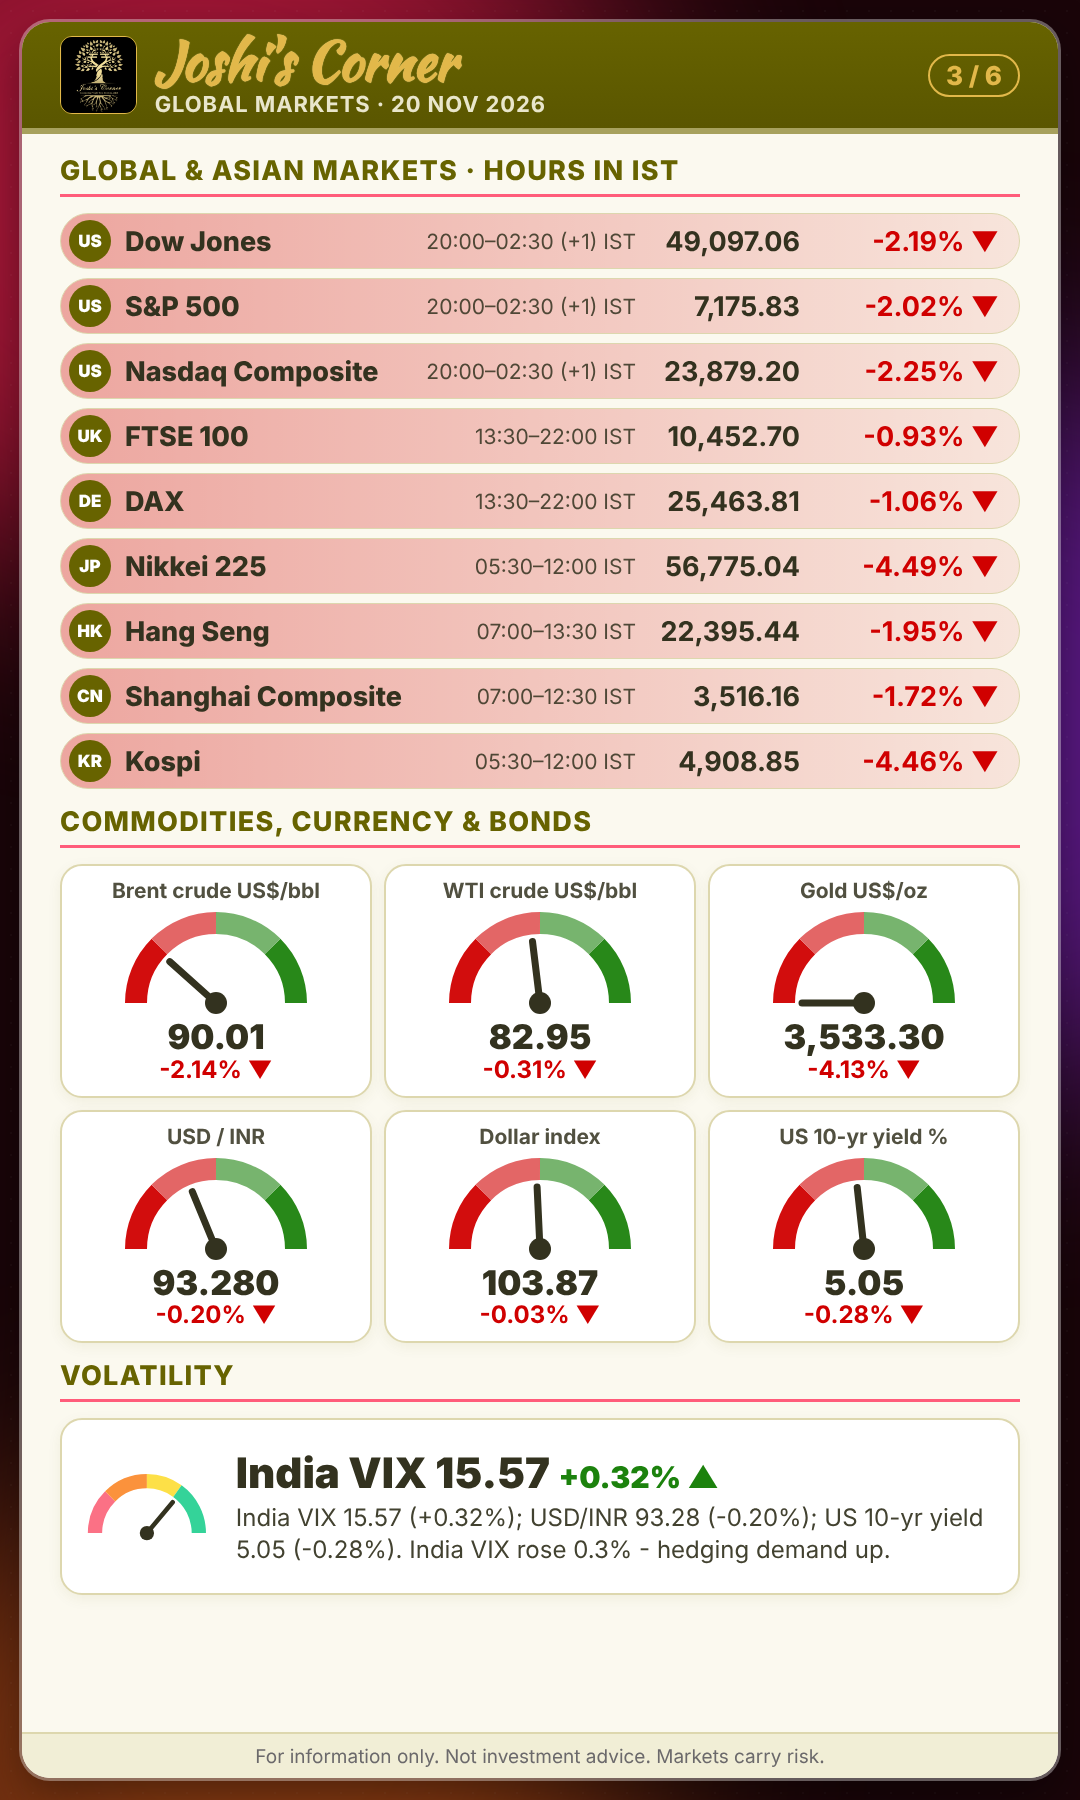 Joshi's Corner
Joshi's Corner
GLOBAL MARKETS · 20 NOV 2026
3 / 6
GLOBAL & ASIAN MARKETS · HOURS IN IST
US Dow Jones 20:00–02:30 (+1) IST 49,097.06 -2.19% ▼
US S&P 500 20:00–02:30 (+1) IST 7,175.83 -2.02% ▼
US Nasdaq Composite 20:00–02:30 (+1) IST 23,879.20 -2.25% ▼
UK FTSE 100 13:30–22:00 IST 10,452.70 -0.93% ▼
DE DAX 13:30–22:00 IST 25,463.81 -1.06% ▼
JP Nikkei 225 05:30–12:00 IST 56,775.04 -4.49% ▼
HK Hang Seng 07:00–13:30 IST 22,395.44 -1.95% ▼
CN Shanghai Composite 07:00–12:30 IST 3,516.16 -1.72% ▼
KR Kospi 05:30–12:00 IST 4,908.85 -4.46% ▼
COMMODITIES, CURRENCY & BONDS
Brent crude US$/bbl
90.01
-2.14% ▼
WTI crude US$/bbl
82.95
-0.31% ▼
Gold US$/oz
3,533.30
-4.13% ▼
USD / INR
93.280
-0.20% ▼
Dollar index
103.87
-0.03% ▼
US 10-yr yield %
5.05
-0.28% ▼
VOLATILITY
India VIX 15.57 +0.32% ▲
India VIX 15.57 (+0.32%); USD/INR 93.28 (-0.20%); US 10-yr yield
5.05 (-0.28%). India VIX rose 0.3% - hedging demand up.
For information only. Not investment advice. Markets carry risk.